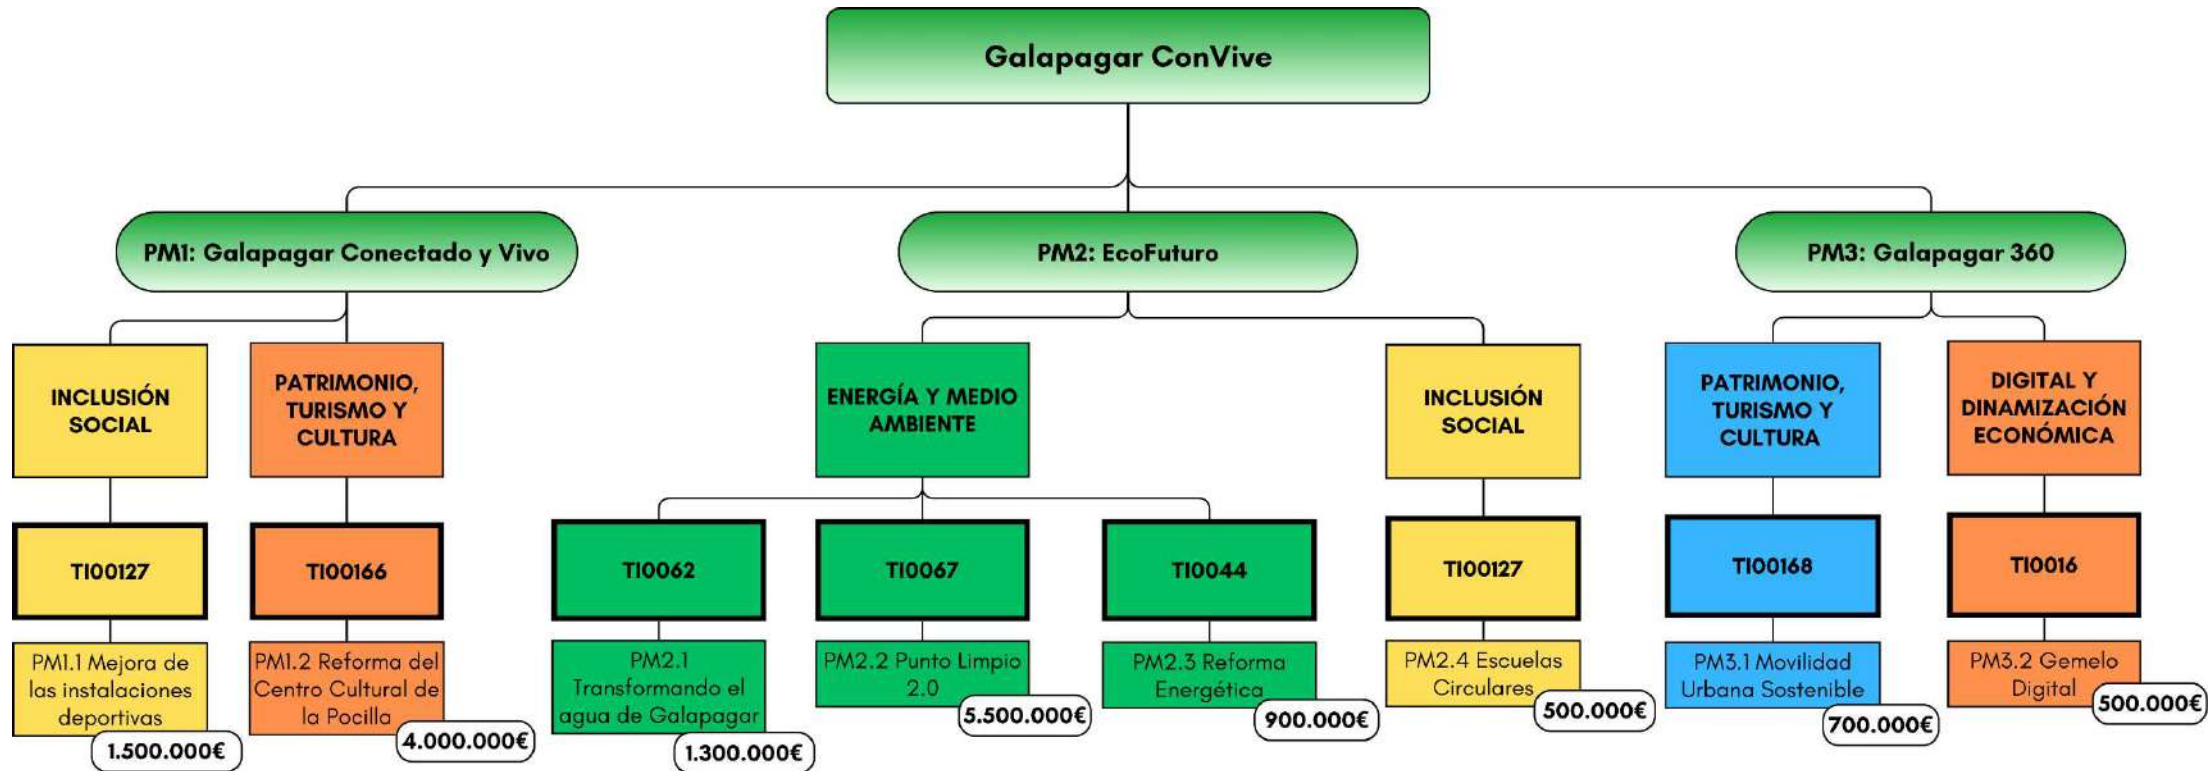 Galapagar ConVive
PM1: Galapagar Conectado y Vivo
PM2: EcoFuturo
PM3: Galapagar 360
INCLUSIÓN
SOCIAL
PATRIMONIO,
TURISMO Y
CULTURA
ENERGÍA Y MEDIO
AMBIENTE
INCLUSIÓN
SOCIAL
PATRIMONIO,
TURISMO Y
CULTURA
DIGITAL Y
DINAMIZACIÓN
ECONÓMICA
TI00127
TI00166
TI0062
TI0067
TI0044
TI00127
TI00168
TI0016
PM1.1 Mejora de
las instalaciones
deportivas
1.500.000€
PM1.2 Reforma del
Centro Cultural de
la Pocilla
4.000.000€
PM2.1
Transformando el
agua de Galapagar
1.300.000€
PM2.2 Punto Limpio
2.0
5.500.000€
PM2.3 Reforma
Energética
900.000€
PM2.4 Escuelas
Circulares
500.000€
PM3.1 Movilidad
Urbana Sostenible
700.000€
PM3.2 Gemelo
Digital
500.000€